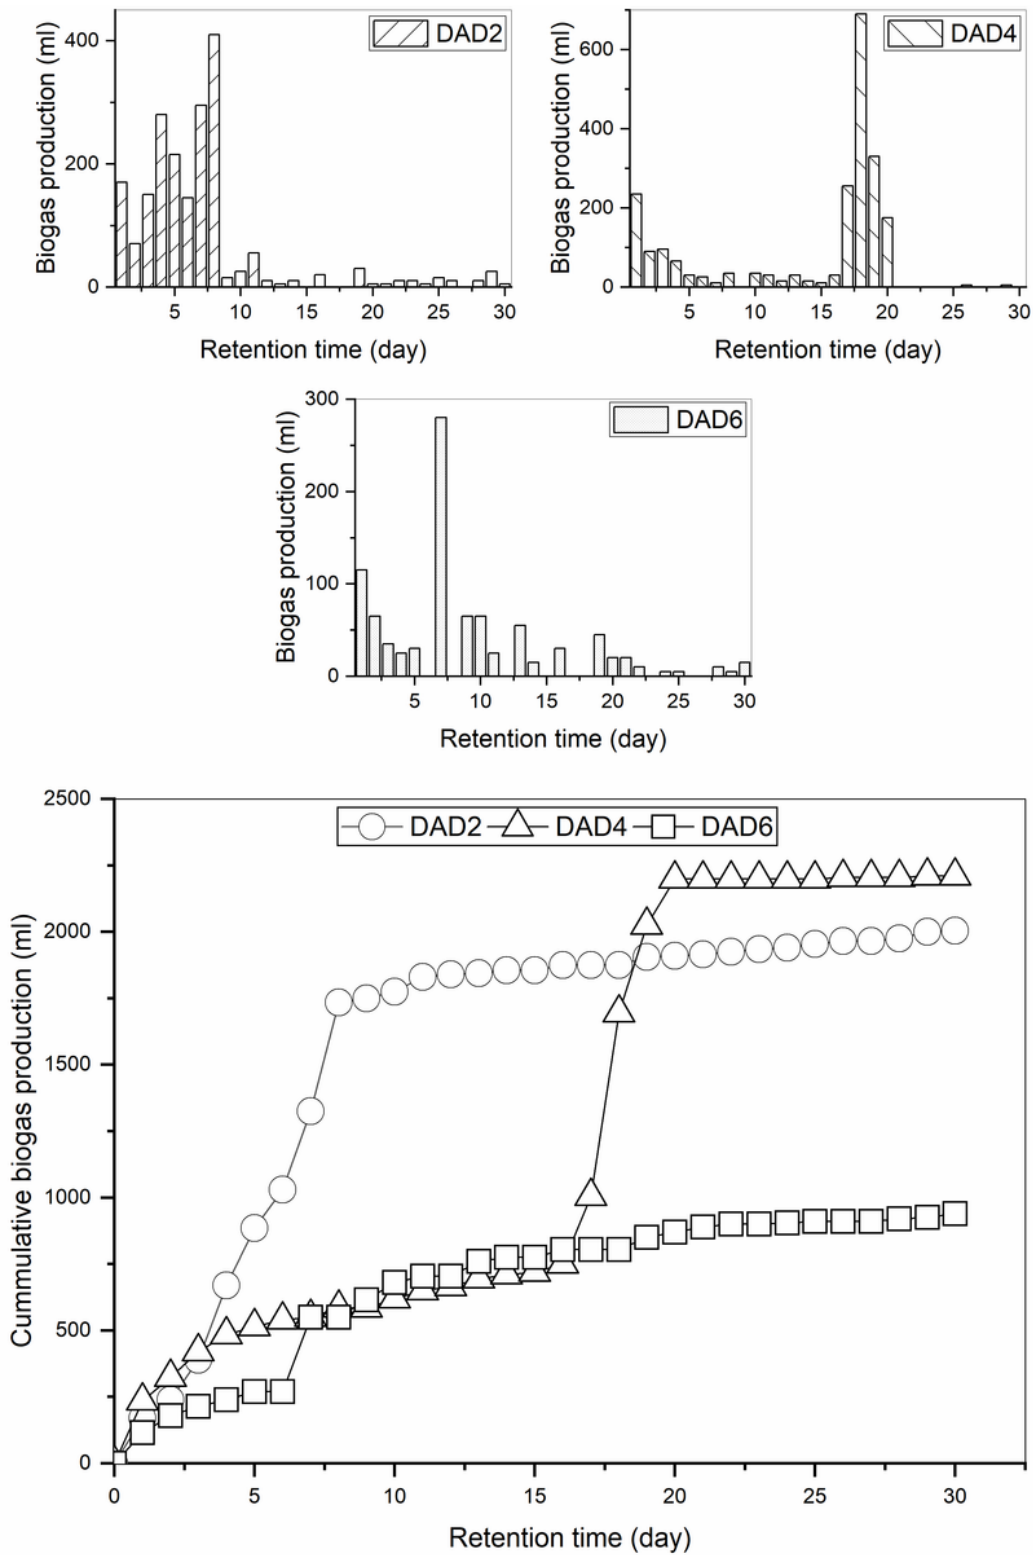 DAD2
Biogas production (ml)
400
200
0
5 10 15 20 25 30
Retention time (day)
DAD4
Biogas production (ml)
600
400
200
0
5 10 15 20 25 30
Retention time (day)
DAD6
Biogas production (ml)
300
200
100
0
5 10 15 20 25 30
Retention time (day)
DAD2 DAD4 DAD6
Cummulative biogas production (ml)
2500
2000
1500
1000
500
0
0 5 10 15 20 25 30
Retention time (day)